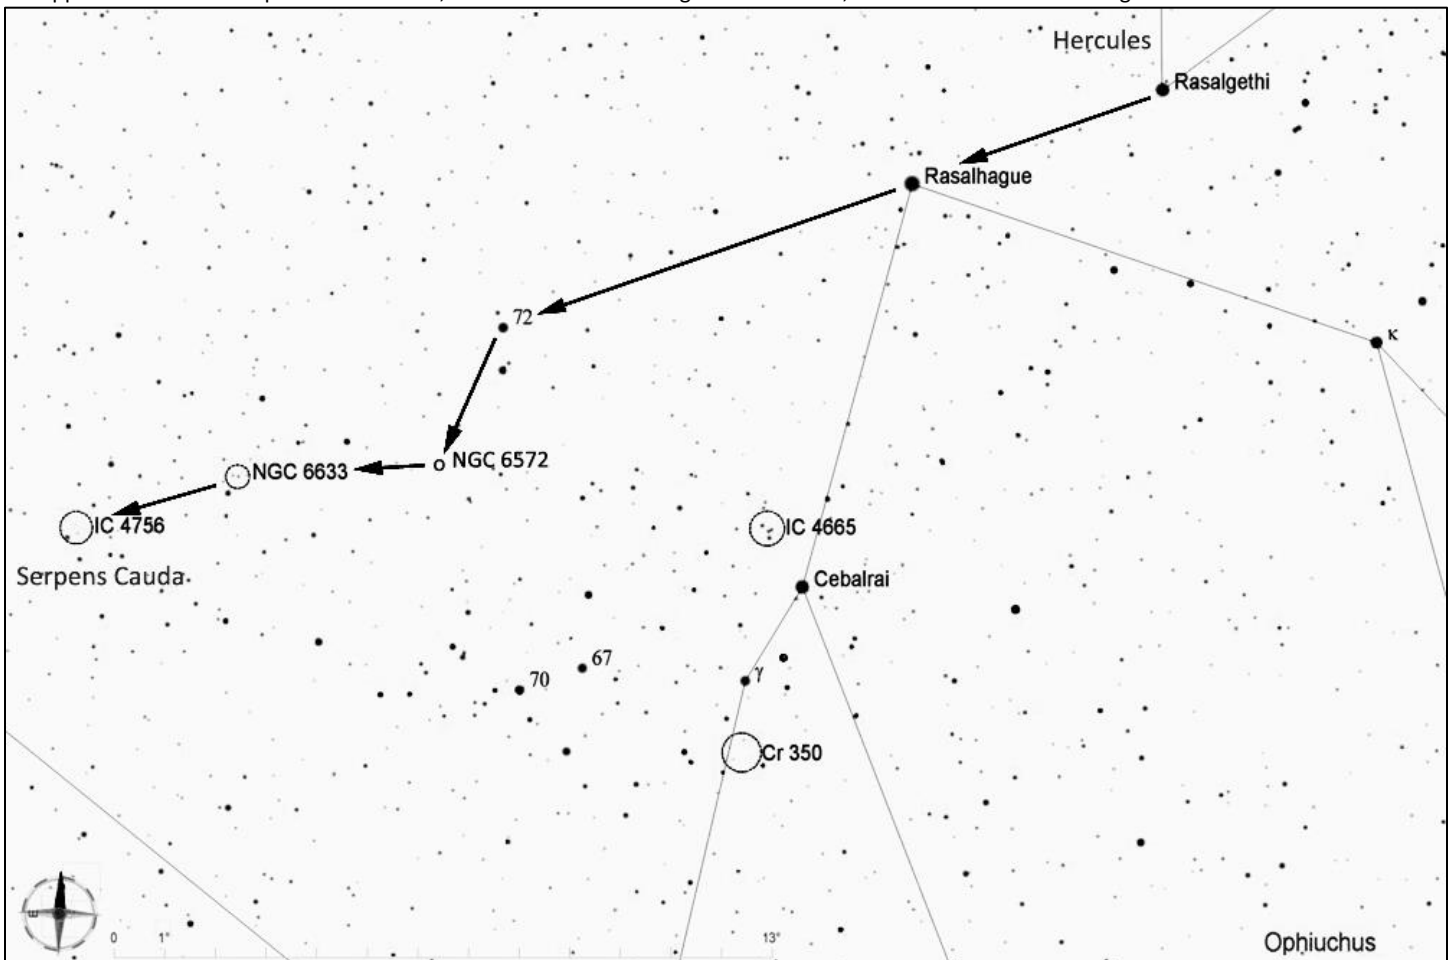 Hercules
Rasalgethi
Rasalhague
72
κ
NGC 6572
NGC 6633
IC 4756
IC 4665
Serpens Cauda
Cebalrai
67
γ
70
Cr 350
E
0 1° 13°
Ophiuchus